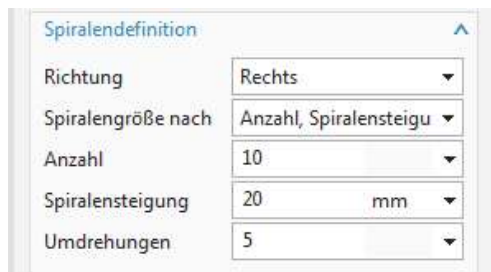 Spiralendefinition
Richtung Rechts
Spiralengröße nach Anzahl, Spiralensteigu
Anzahl 10
Spiralensteigung 20 mm
Umdrehungen 5